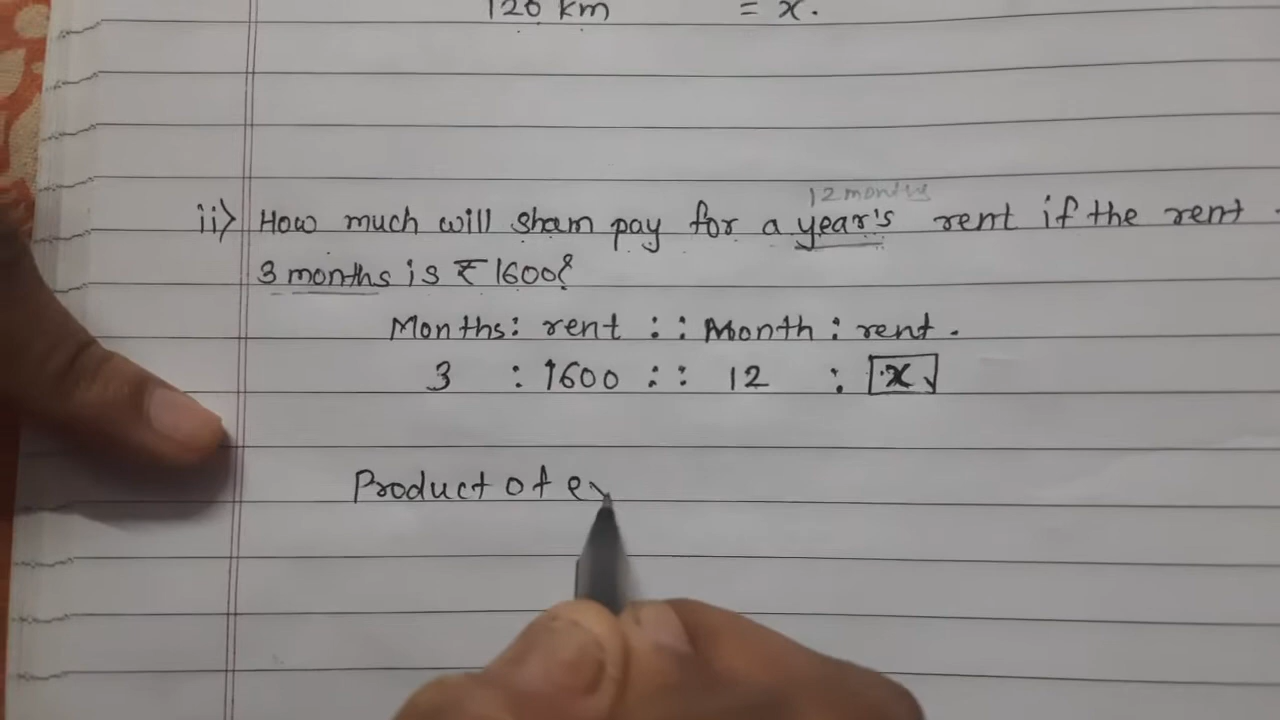 120 km = x.
12 months
ii) How much will sham pay for a year's rent if the rent
3 months is ₹ 1600?
Months : rent : : Month : rent.
3 : 1600 : : 12 : x
Product of ex